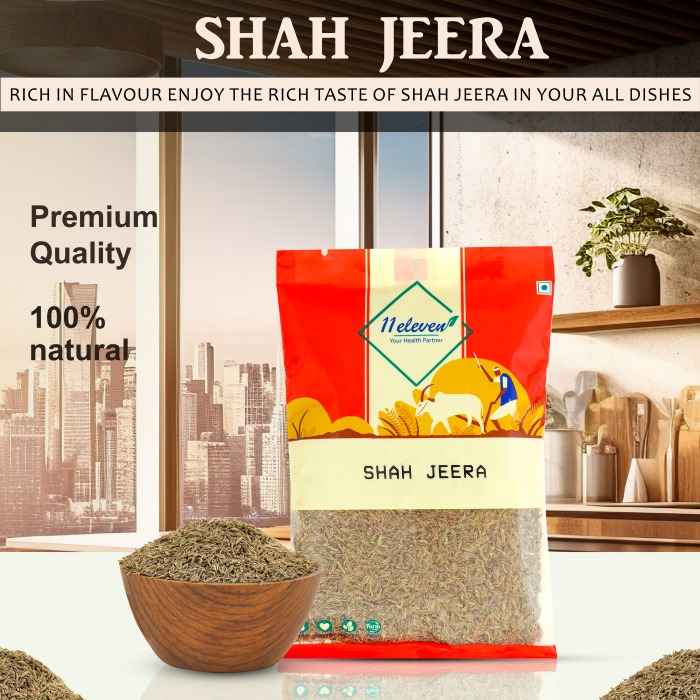 SHAH JEERA
RICH IN FLAVOUR ENJOY THE RICH TASTE OF SHAH JEERA IN YOUR ALL DISHES
Premium
Quality
100%
natural
11eleven
Your Health Partner
SHAH JEERA